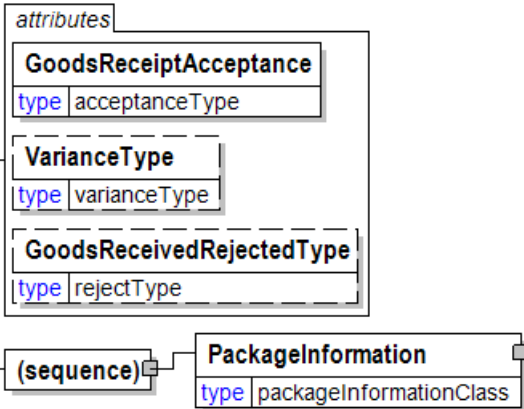 attributes
GoodsReceiptAcceptance
type acceptanceType
VarianceType
type varianceType
GoodsReceivedRejectedType
type rejectType
(sequence)
PackageInformation
type packageInformationClass